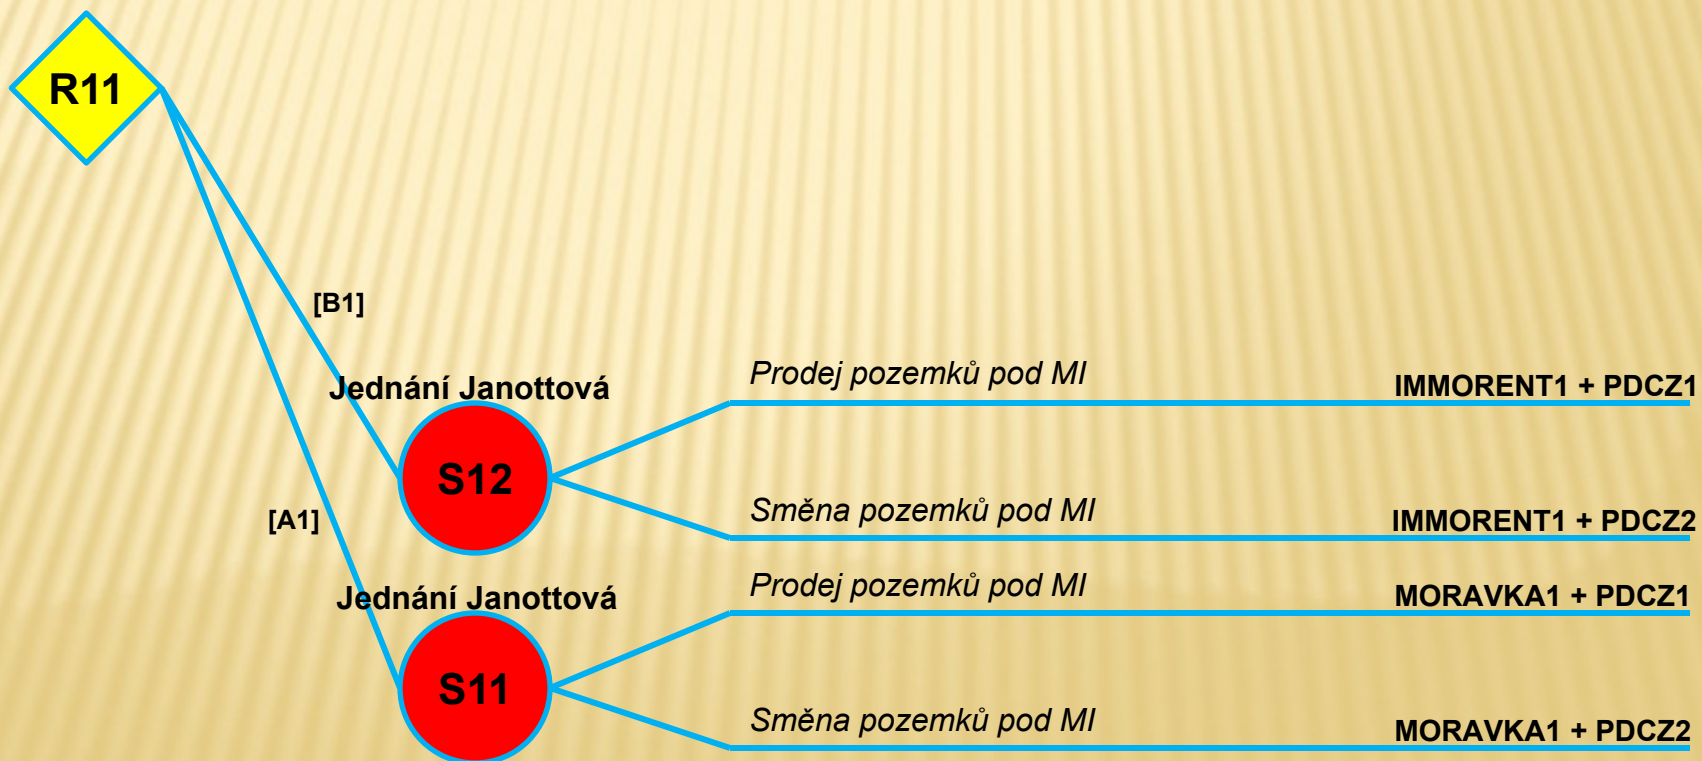 R11
[B1]
Jednání Janottová
Prodej pozemků pod MI
IMMORENT1 + PDCZ1
S12
[A1]
Směna pozemků pod MI
IMMORENT1 + PDCZ2
Jednání Janottová
Prodej pozemků pod MI
MORAVKA1 + PDCZ1
S11
Směna pozemků pod MI
MORAVKA1 + PDCZ2